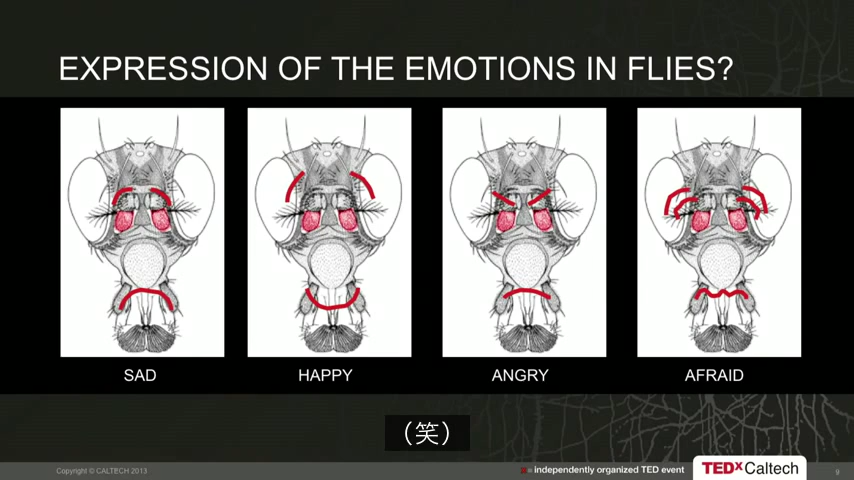 EXPRESSION OF THE EMOTIONS IN FLIES?
SAD
HAPPY
ANGRY
AFRAID
（笑）
Copyright © CALTECH 2013
x= independently organized TED event
TEDxCaltech
9